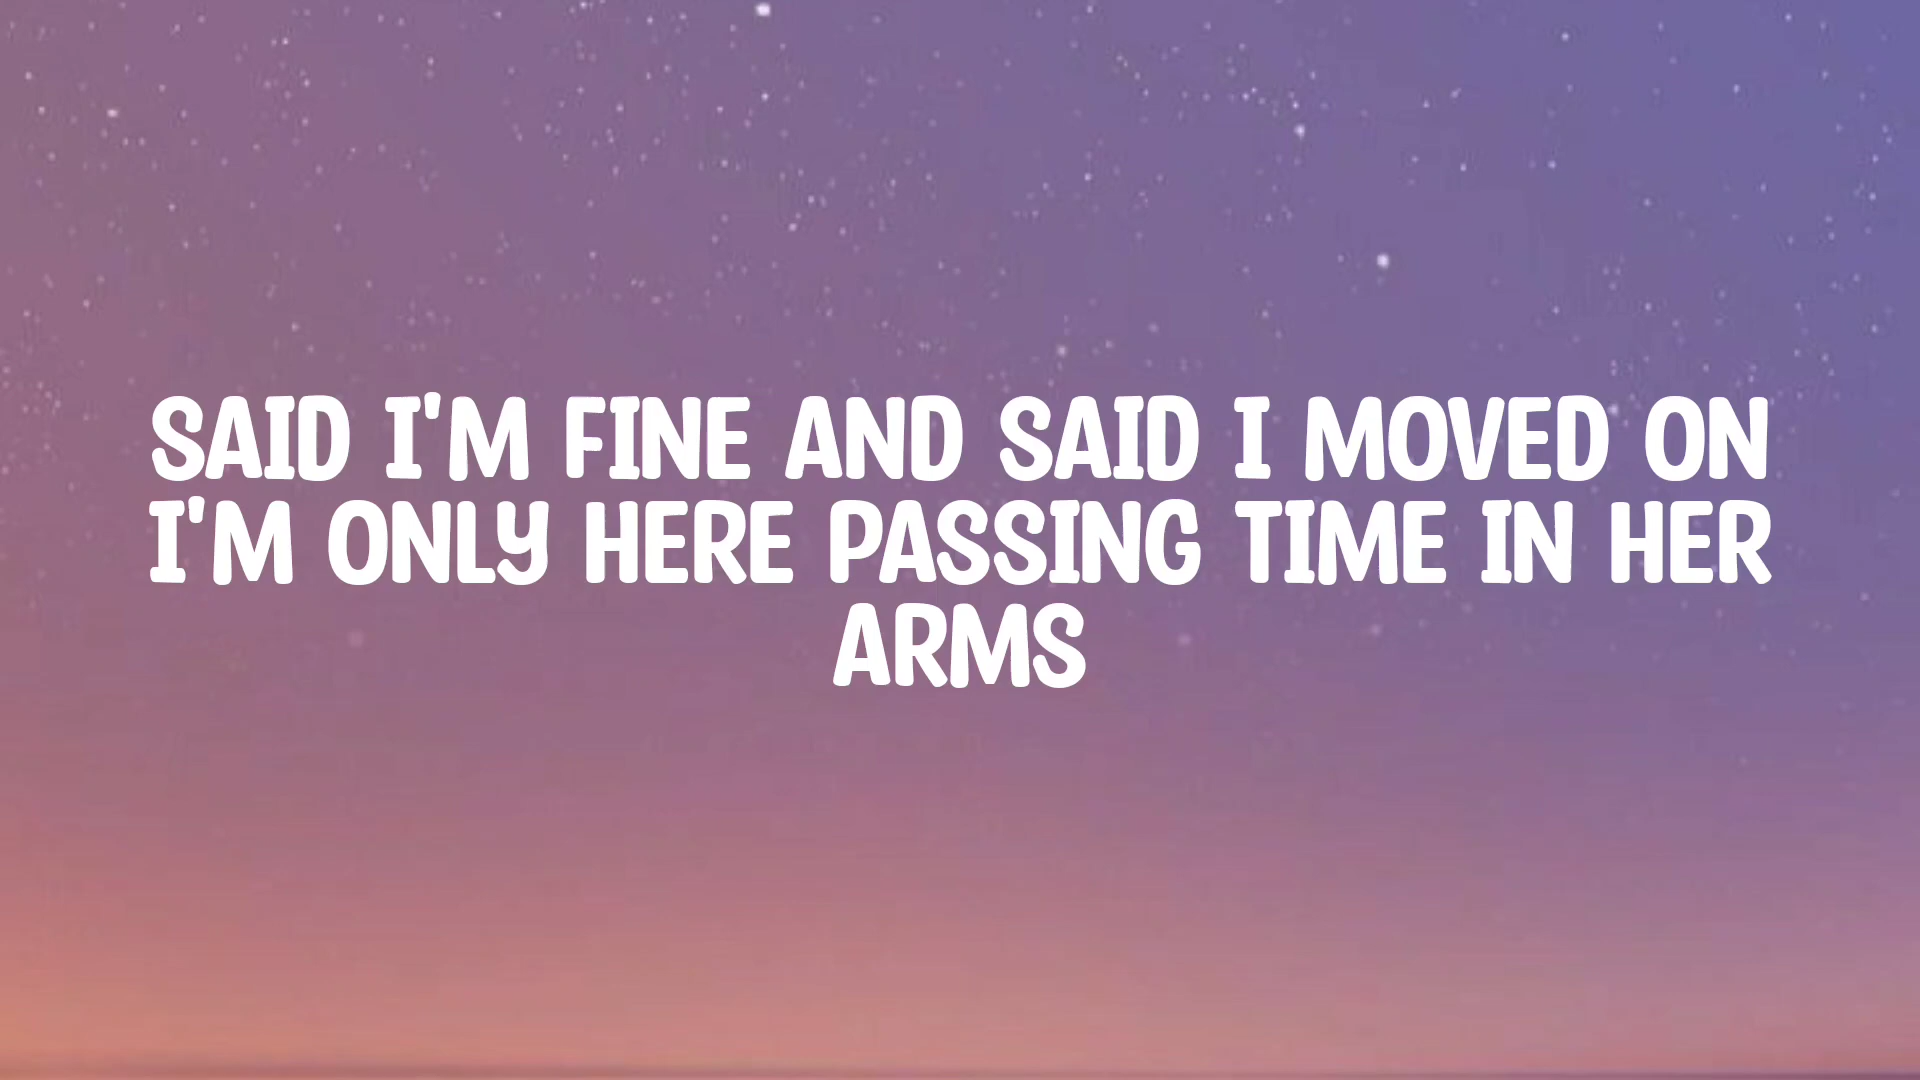 SAID I'M FINE AND SAID I MOVED ON
I'M ONLY HERE PASSING TIME IN HER
ARMS